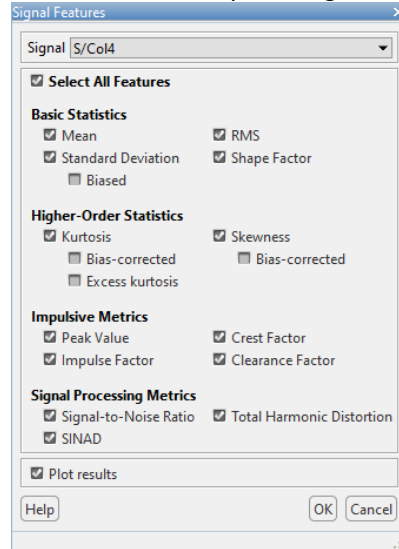 Signal Features
Signal S/Col4
Select All Features
Basic Statistics
Mean RMS
Standard Deviation Shape Factor
Biased
Higher-Order Statistics
Kurtosis Skewness
Bias-corrected Bias-corrected
Excess kurtosis
Impulsive Metrics
Peak Value Crest Factor
Impulse Factor Clearance Factor
Signal Processing Metrics
Signal-to-Noise Ratio Total Harmonic Distortion
SINAD
Plot results
Help OK Cancel